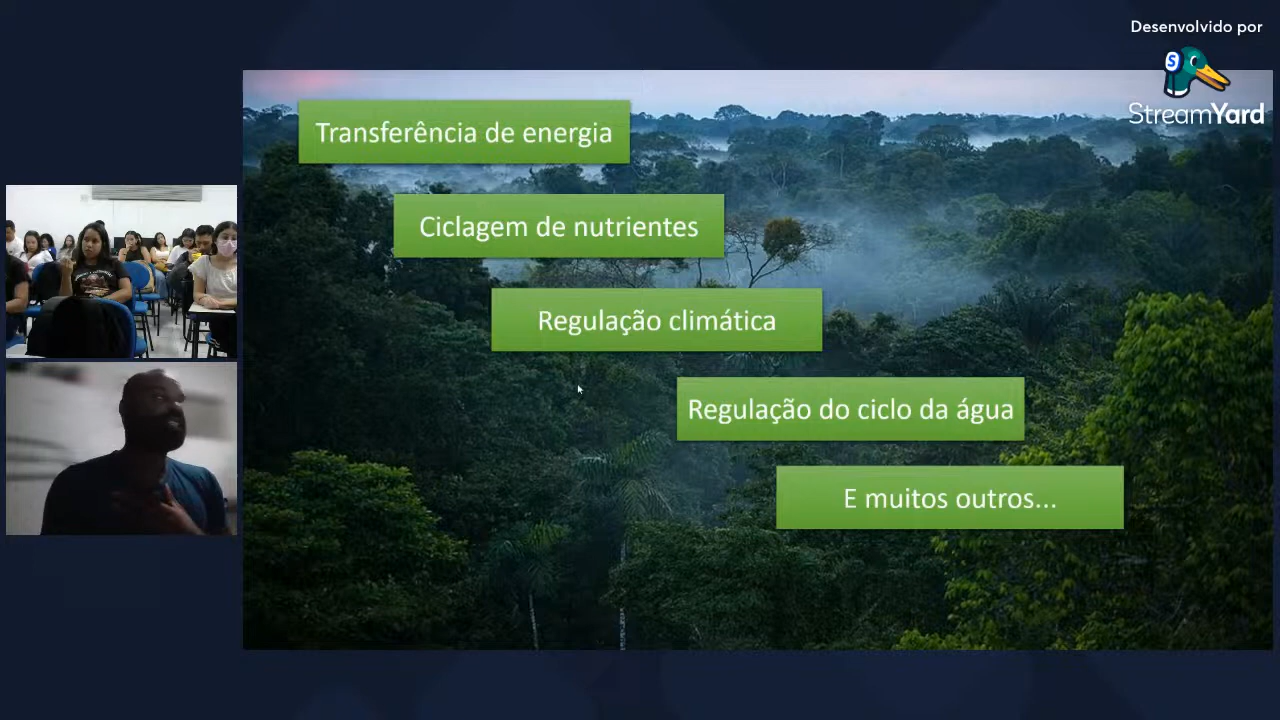 Desenvolvido por
StreamYard
Transferência de energia
Ciclagem de nutrientes
Regulação climática
Regulação do ciclo da água
E muitos outros...